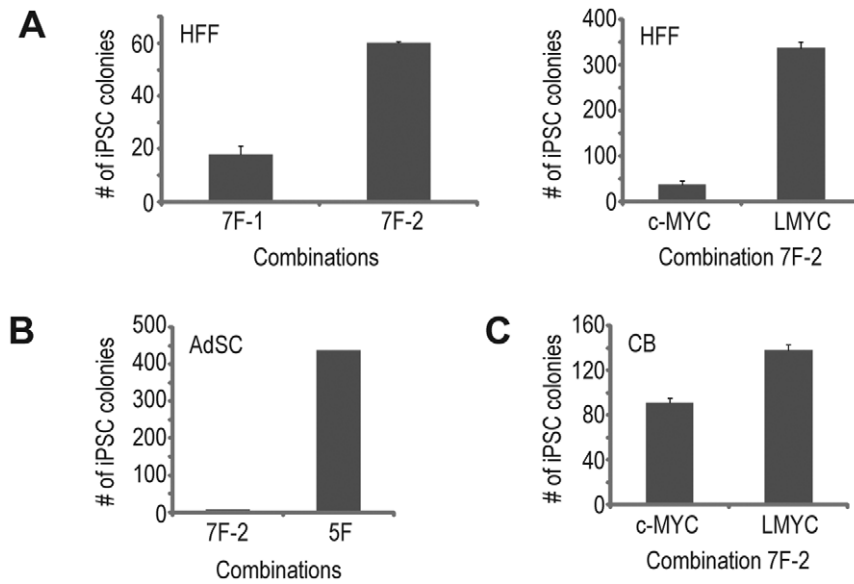 A
HFF
# of iPSC colonies
60
40
20
0
7F-1 7F-2
Combinations
HFF
# of iPSC colonies
400
300
200
100
0
c-MYC LMYC
Combination 7F-2
B
AdSC
# of iPSC colonies
500
400
300
200
100
0
7F-2 5F
Combinations
C
CB
# of iPSC colonies
160
120
80
40
0
c-MYC LMYC
Combination 7F-2